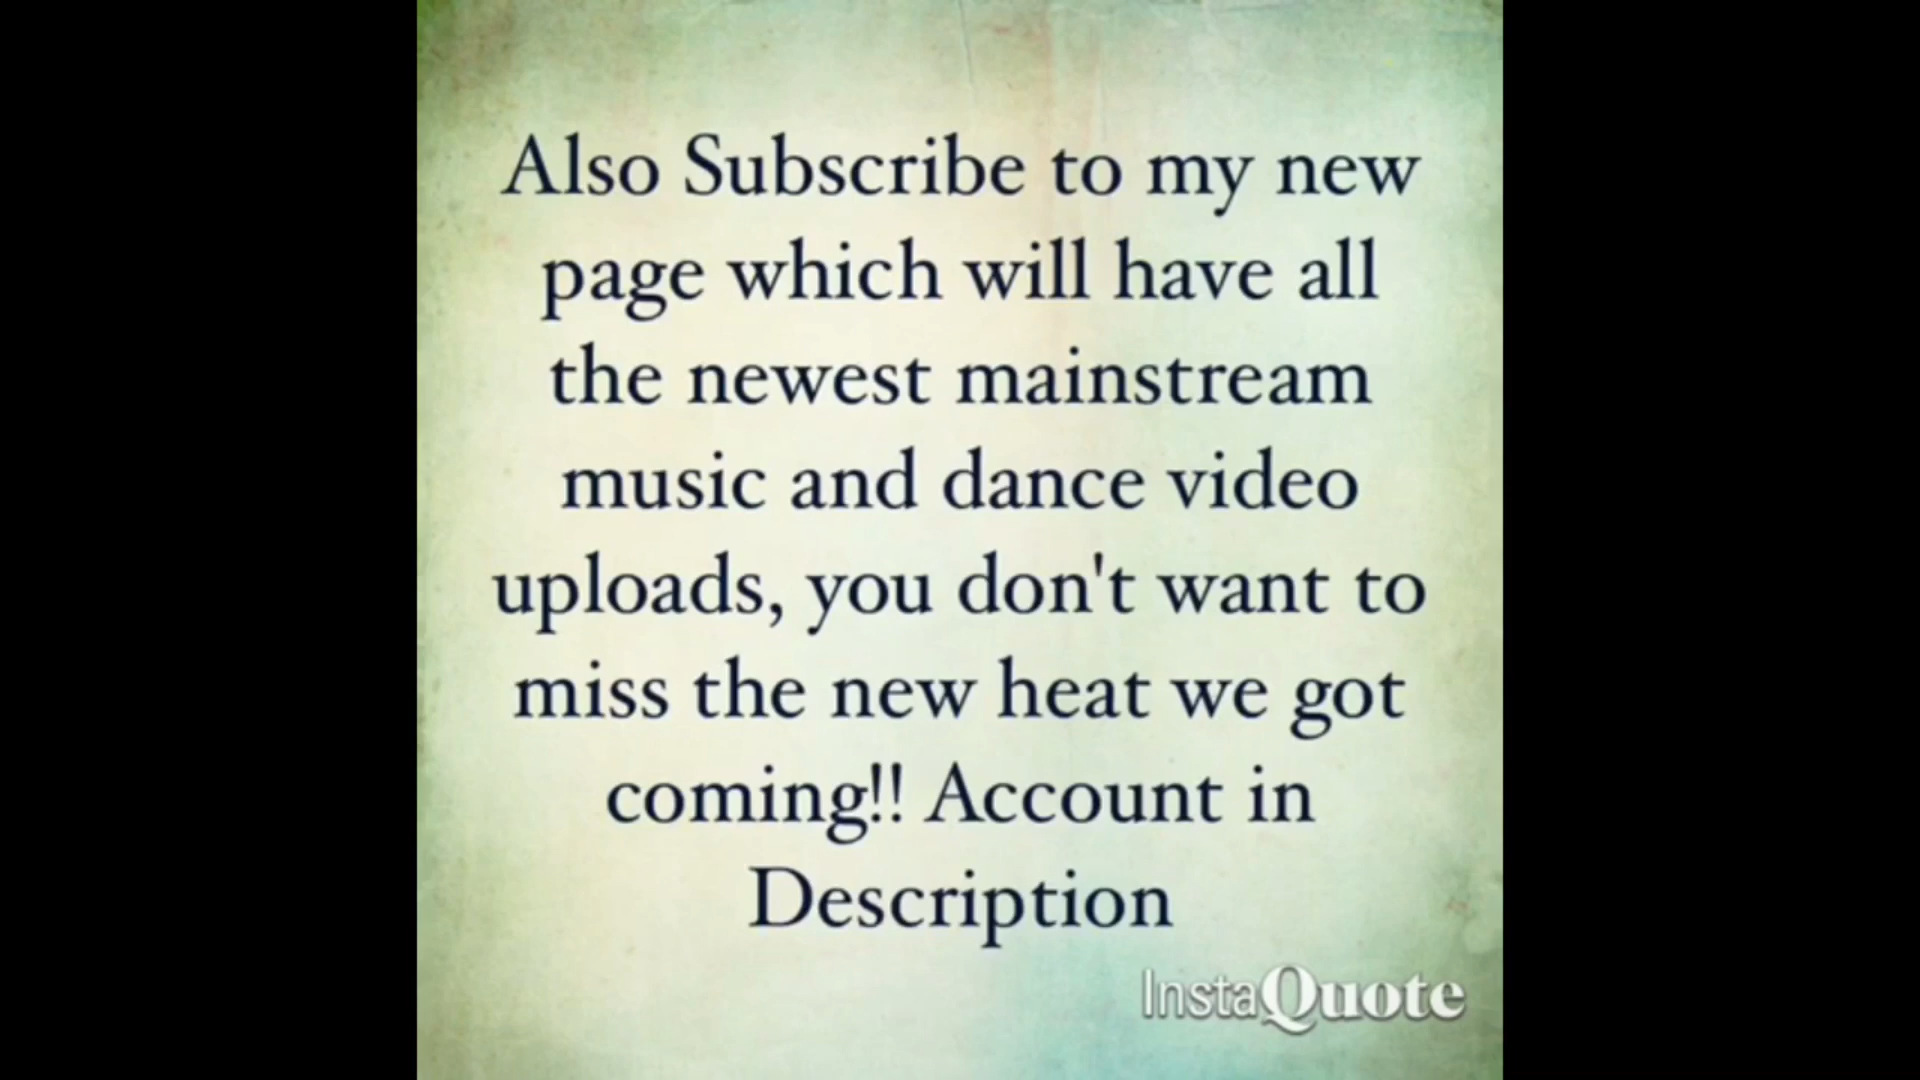 Also Subscribe to my new
page which will have all
the newest mainstream
music and dance video
uploads, you don't want to
miss the new heat we got
coming!! Account in
Description
InstaQuote